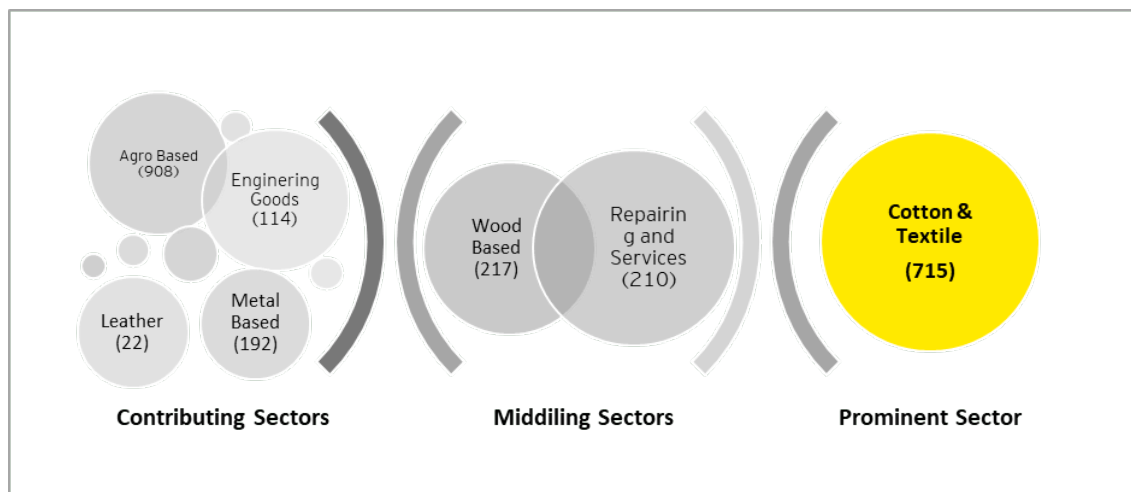 Agro Based
(908)
Enginering
Goods
(114)
Leather
(22)
Metal
Based
(192)
Wood
Based
(217)
Repairin
g and
Services
(210)
Cotton &
Textile
(715)
Contributing Sectors
Middiling Sectors
Prominent Sector